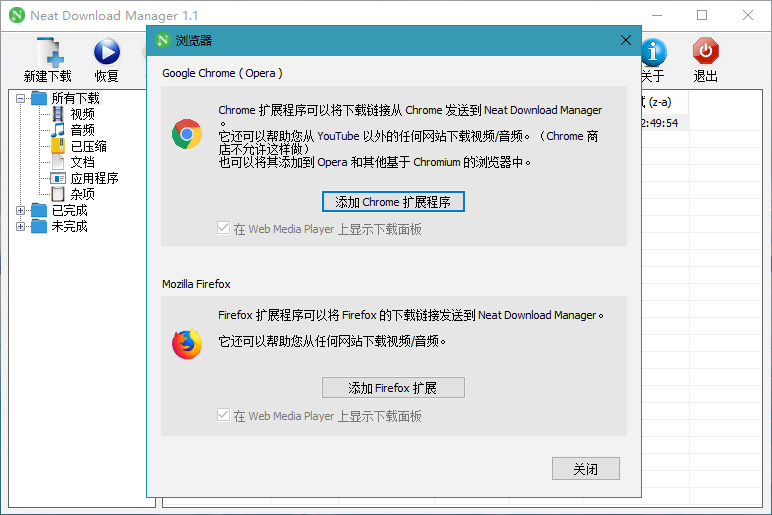 Neat Download Manager 1.1
新建下载
恢复
关于
退出
浏览器
(z-a)
2:49:54
所有下载
视频
音频
已压缩
文档
应用程序
杂项
已完成
未完成
Google Chrome ( Opera )
Chrome 扩展程序可以将下载链接从 Chrome 发送到 Neat Download Manager
。
它还可以帮助您从 YouTube 以外的任何网站下载视频/音频。（Chrome 商
店不允许这样做）
也可以将其添加到 Opera 和其他基于 Chromium 的浏览器中。
添加 Chrome 扩展程序
在 Web Media Player 上显示下载面板
Mozilla Firefox
Firefox 扩展程序可以将 Firefox 的下载链接发送到 Neat Download Manager。
它还可以帮助您从任何网站下载视频/音频。
添加 Firefox 扩展
在 Web Media Player 上显示下载面板
关闭